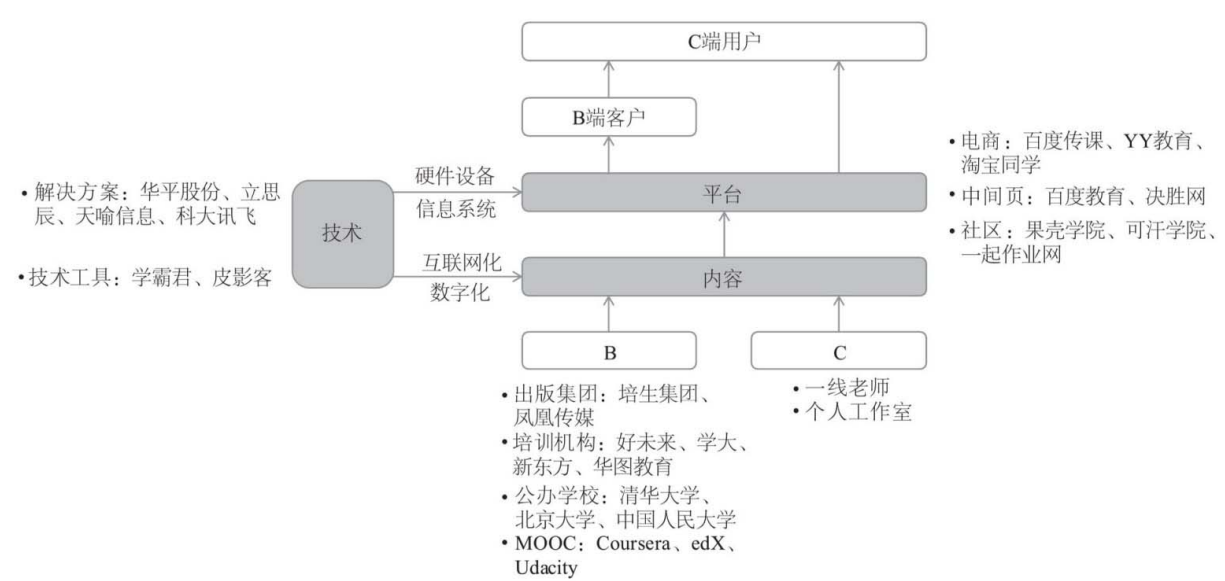 C端用户
B端客户
硬件设备
信息系统
平台
技术
互联网化
数字化
内容
B
C
• 解决方案：华平股份、立思
辰、天喻信息、科大讯飞
• 技术工具：学霸君、皮影客
• 电商：百度传课、YY教育、
淘宝同学
• 中间页：百度教育、决胜网
• 社区：果壳学院、可汗学院、
一起作业网
• 出版集团：培生集团、
凤凰传媒
• 培训机构：好未来、学大、
新东方、华图教育
• 公办学校：清华大学、
北京大学、中国人民大学
• MOOC：Coursera、edX、
Udacity
• 一线老师
• 个人工作室